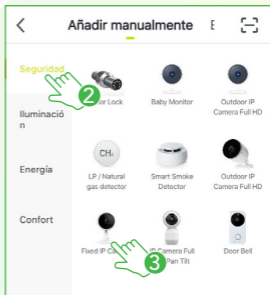 Añadir manualmente E
Seguridad
Iluminació
n
Energía
Confort
2
Lock
Baby Monitor
Outdoor IP
Camera Full HD
CH₄
LP / Natural
gas detector
Smart Smoke
Detector
Outdoor IP
Camera Full HD
Fixed IP
3
IP Camera Full
Pan Tilt
Door Bell